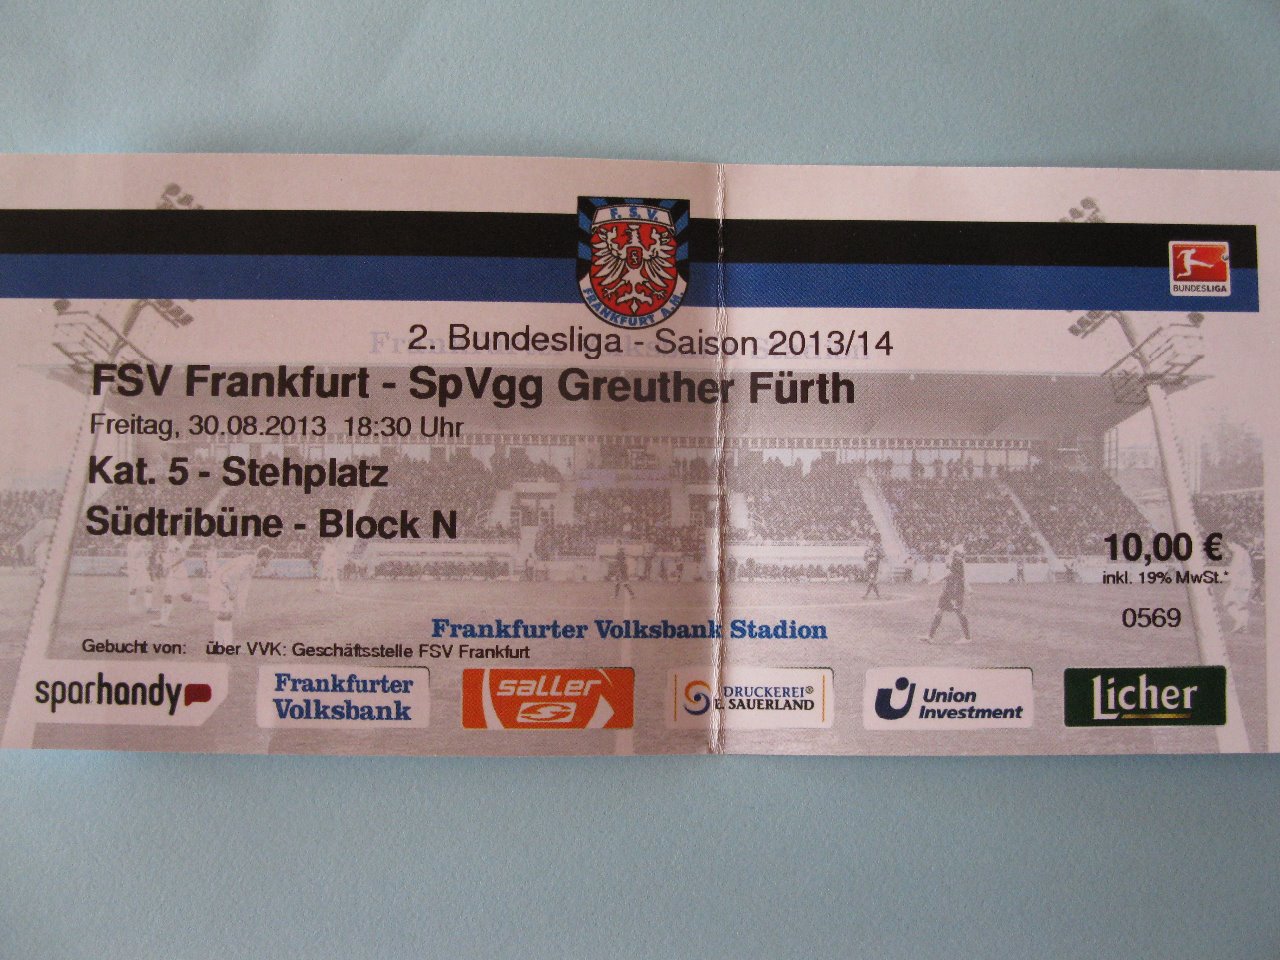 F. S. V.
FRANKFURT A.M.
BUNDESLIGA
2. Bundesliga - Saison 2013/14
FSV Frankfurt - SpVgg Greuther Fürth
Freitag, 30.08.2013 18:30 Uhr
Kat. 5 - Stehplatz
Südtribüne - Block N
10,00 €
inkl. 19% MwSt.*
0569
Frankfurter Volksbank Stadion
Gebucht von: über VVK: Geschäftsstelle FSV Frankfurt
sparhandy
Frankfurter
Volksbank
saller
DRUCKEREI®
E. SAUERLAND
Union
Investment
Licher